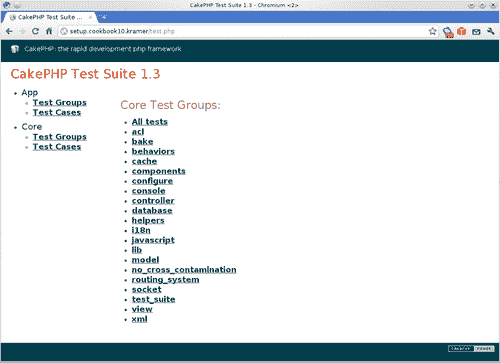 CakePHP Test Suite 1.3 - Chromium <2>
CakePHP Test Suite ...
setup.cookbook10.kramer/test.php
CakePHP: the rapid development php framework
CakePHP Test Suite 1.3
App
Test Groups
Test Cases
Core
Test Groups
Test Cases
Core Test Groups:
All tests
acl
bake
behaviors
cache
components
configure
console
controller
database
helpers
i18n
javascript
lib
model
no_cross_contamination
routing_system
socket
test_suite
view
xml